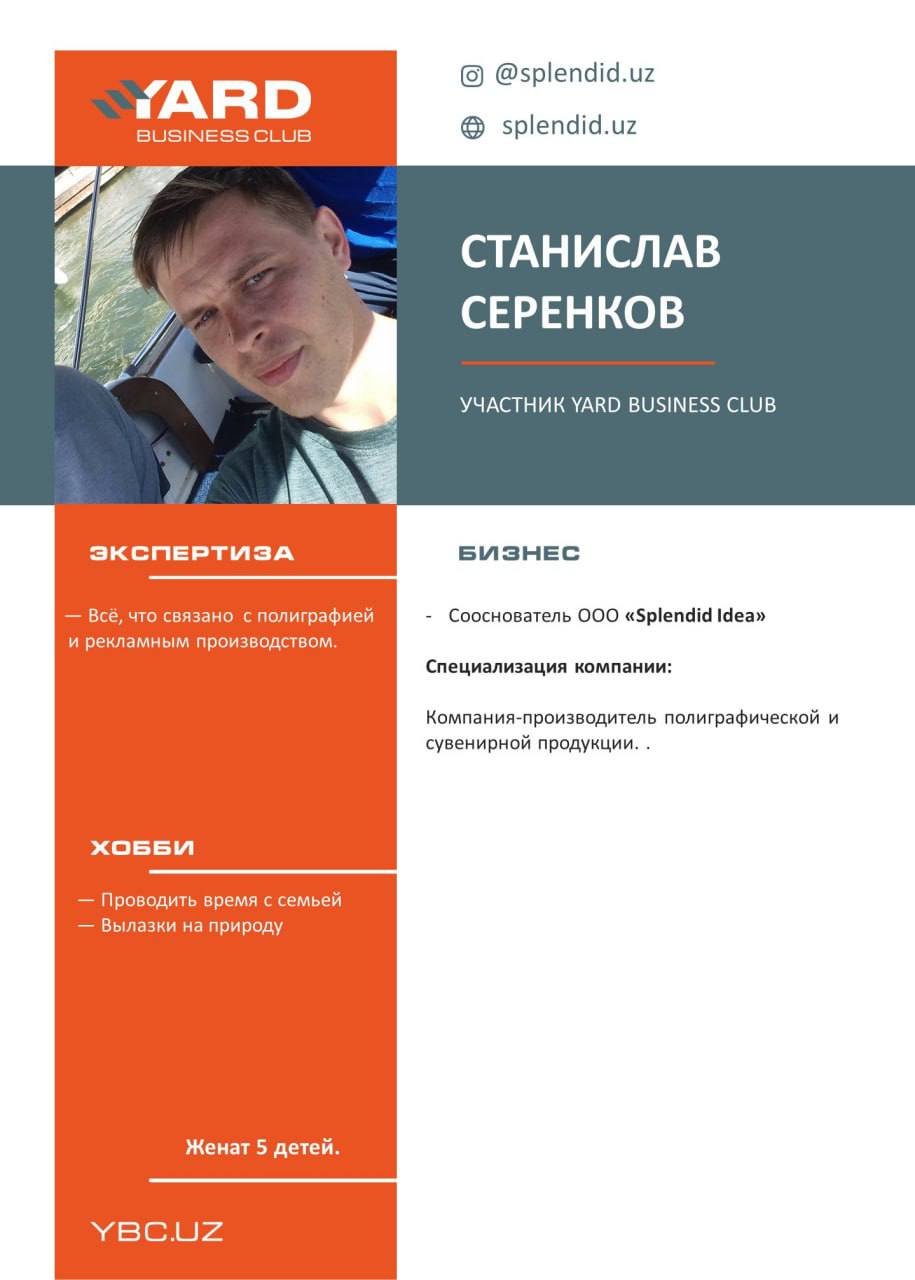 YARD
BUSINESS CLUB
@splendid.uz
splendid.uz
СТАНИСЛАВ
СЕРЕНКОВ
УЧАСТНИК YARD BUSINESS CLUB
ЭКСПЕРТИЗА
— Всё, что связано с полиграфией
и рекламным производством.
ХОББИ
— Проводить время с семьей
— Вылазки на природу
Женат 5 детей.
YBC.UZ
БИЗНЕС
- Сооснователь ООО «Splendid Idea»
Специализация компании:
Компания-производитель полиграфической и
сувенирной продукции. .